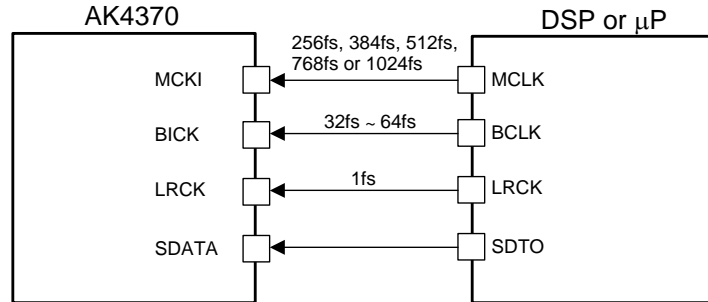 AK4370
DSP or μP
256fs, 384fs, 512fs,
768fs or 1024fs
MCKI
MCLK
32fs ~ 64fs
BICK
BCLK
1fs
LRCK
LRCK
SDATA
SDTO